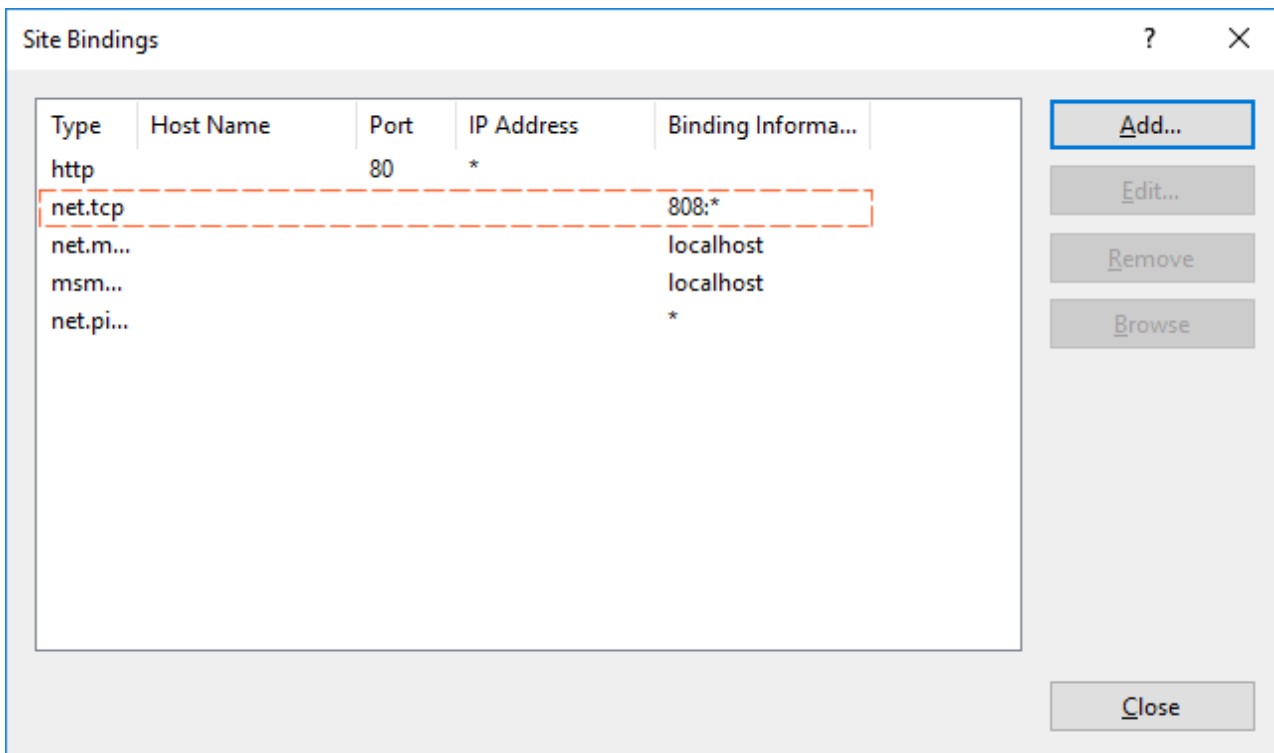 Site Bindings ?
Type Host Name Port IP Address Binding Informa... Add...
http 80 *
net.tcp 808:* Edit...
net.m... localhost
msm... localhost Remove
net.pi... *
Browse
Close